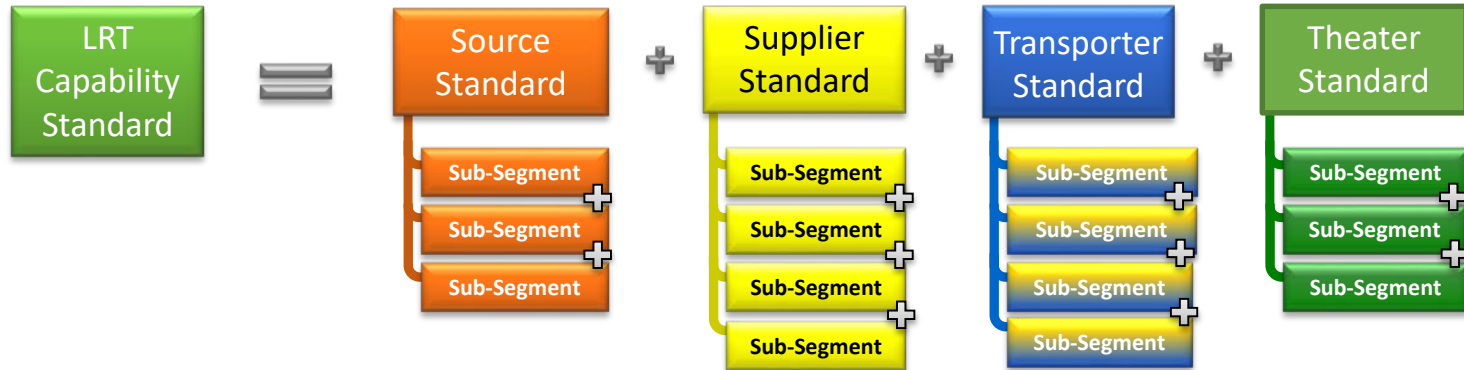 LRT
Capability
Standard
Source
Standard
Supplier
Standard
Transporter
Standard
Theater
Standard
Sub-Segment
Sub-Segment
Sub-Segment
Sub-Segment
Sub-Segment
Sub-Segment
Sub-Segment
Sub-Segment
Sub-Segment
Sub-Segment
Sub-Segment
Sub-Segment
Sub-Segment
Sub-Segment